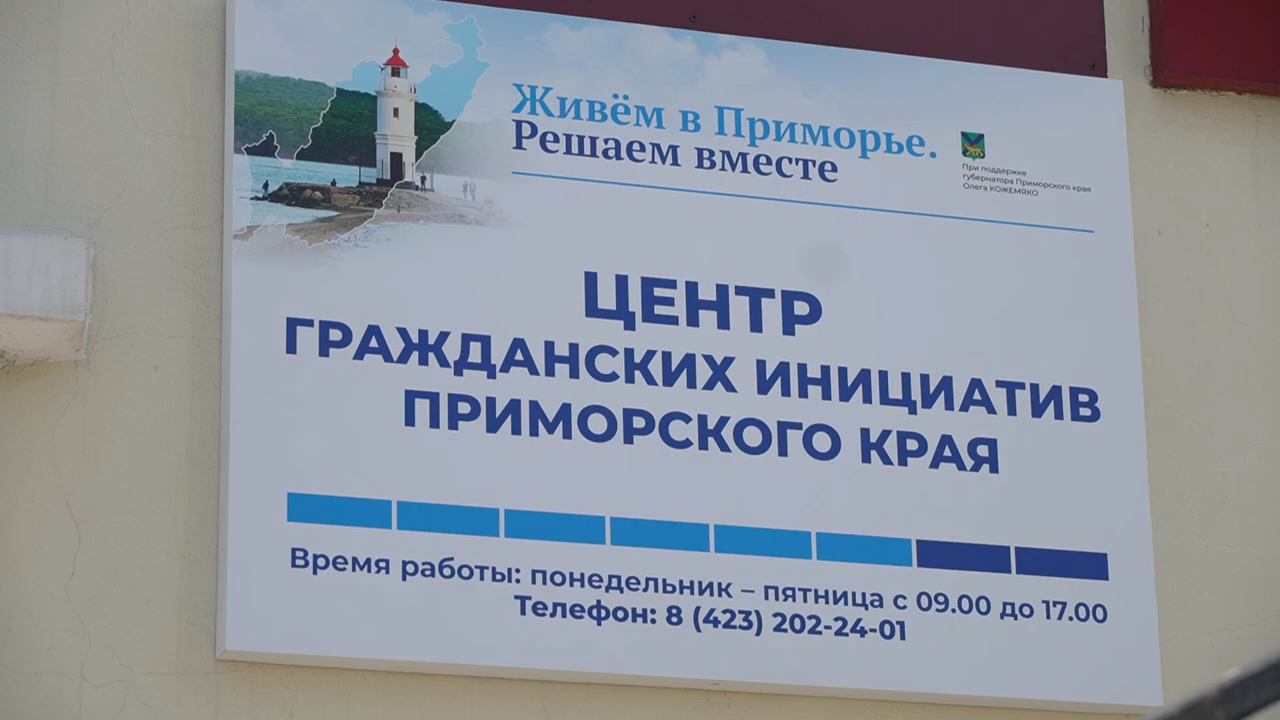 Живём в Приморье.
Решаем вместе
При поддержке
губернатора Приморского края
Олега КОЖЕМЯКО
ЦЕНТР
ГРАЖДАНСКИХ ИНИЦИАТИВ
ПРИМОРСКОГО КРАЯ
Время работы: понедельник – пятница с 09.00 до 17.00
Телефон: 8 (423) 202-24-01